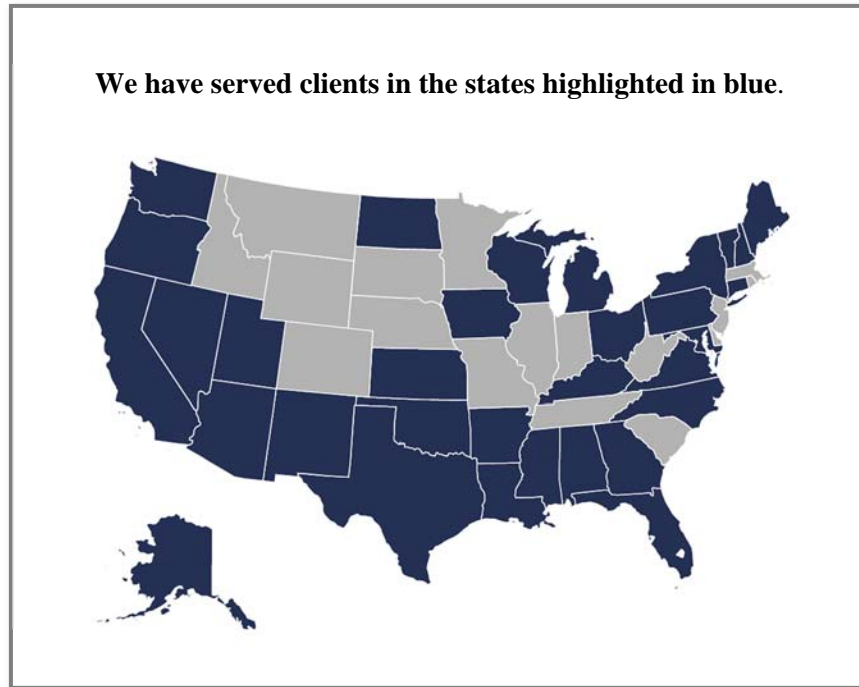 We have served clients in the states highlighted in blue.